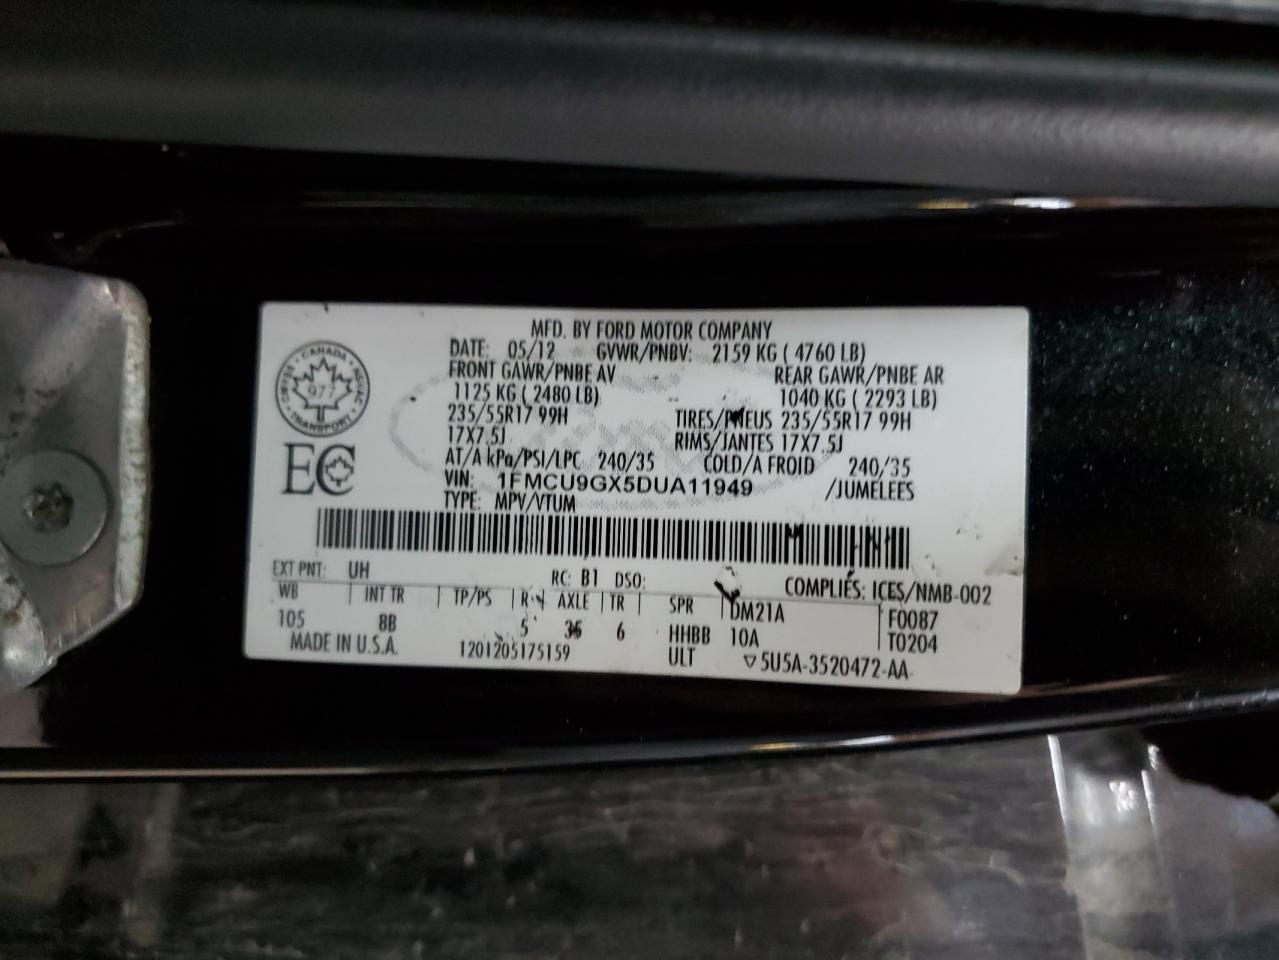 MFD. BY FORD MOTOR COMPANY
DATE: 05/12 GVWR/PNBV: 2159 KG ( 4760 LB)
FRONT GAWR/PNBE AV REAR GAWR/PNBE AR
1125 KG ( 2480 LB) 1040 KG ( 2293 LB)
235/55R17 99H TIRES/PNEUS 235/55R17 99H
17X7.5J RIMS/JANTES 17X7.5J
AT/A kPa/PSI/LPC 240/35 COLD/A FROID 240/35
VIN: 1FMCU9GX5DUA11949 /JUMELEES
TYPE: MPV/VTUM
CANADA
977
TRANSPORT
EC
EXT PNT: UH RC: B1 DSO: COMPLIES: ICES/NMB-002
WB | INT TR | TP/PS | R | AXLE | TR SPR DM21A F0087
105 8B 5 6 HHBB 10A T0204
MADE IN U.S.A. 1201205175159 ULT ▽5U5A-3520472-AA